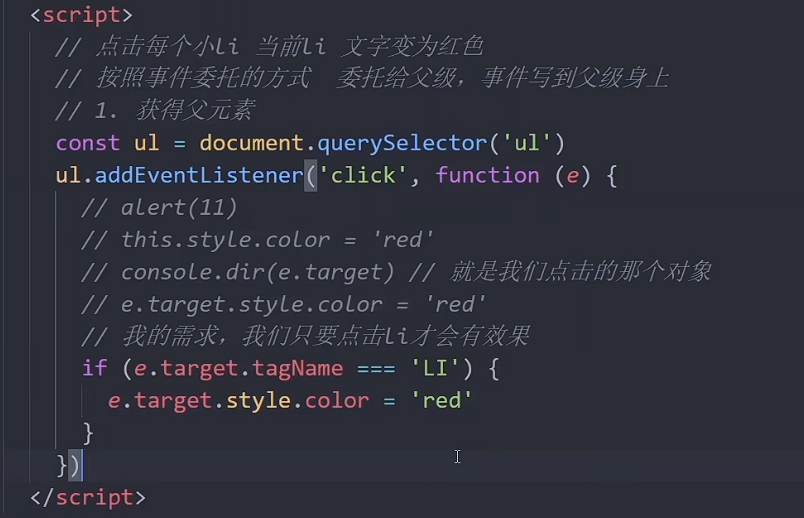 <script>
// 点击每个小li 当前li 文字变为红色
// 按照事件委托的方式  委托给父级，事件写到父级身上
// 1. 获得父元素
const ul = document.querySelector('ul')
ul.addEventListener('click', function (e) {
// alert(11)
// this.style.color = 'red'
// console.dir(e.target) // 就是我们点击的那个对象
// e.target.style.color = 'red'
// 我的需求，我们只要点击li才会有效果
if (e.target.tagName === 'LI') {
e.target.style.color = 'red'
}
})
</script>